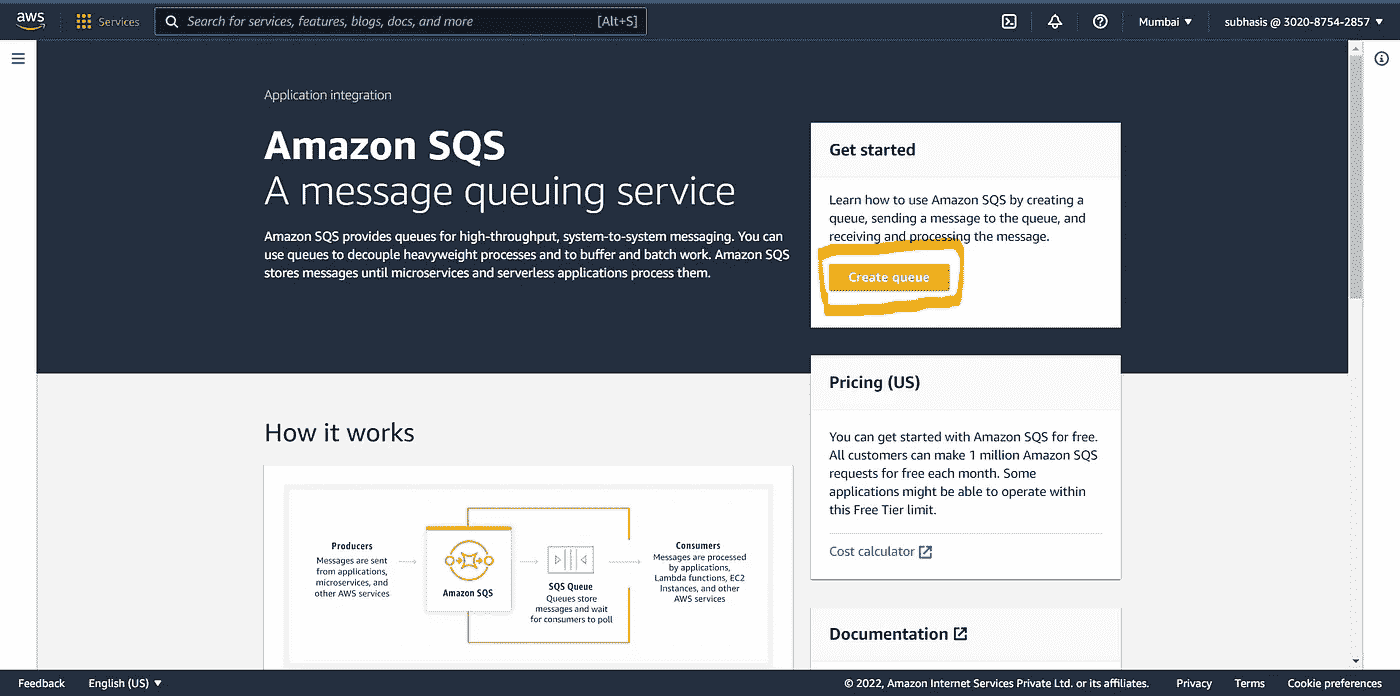 aws
Services
Search for services, features, blogs, docs, and more
[Alt+S]
Mumbai
subhasis @ 3020-8754-2857
Application integration
Amazon SQS
A message queuing service
Amazon SQS provides queues for high-throughput, system-to-system messaging. You can
use queues to decouple heavyweight processes and to buffer and batch work. Amazon SQS
stores messages until microservices and serverless applications process them.
Get started
Learn how to use Amazon SQS by creating a
queue, sending a message to the queue, and
receiving and processing the message.
Create queue
Pricing (US)
You can get started with Amazon SQS for free.
All customers can make 1 million Amazon SQS
requests for free each month. Some
applications might be able to operate within
this Free Tier limit.
Cost calculator
Documentation
How it works
Producers
Messages are sent
from applications,
microservices, and
other AWS services
Amazon SQS
SQS Queue
Queues store
messages and wait
for consumers to poll
Consumers
Messages are processed
by applications,
Lambda functions, EC2
Instances, and other
AWS services
Feedback
English (US)
© 2022, Amazon Internet Services Private Ltd. or its affiliates.
Privacy
Terms
Cookie preferences